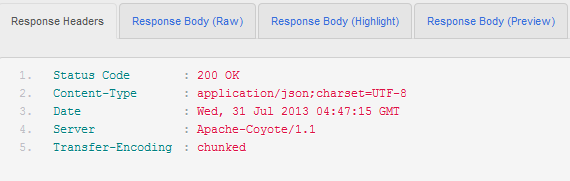 Response Headers Response Body (Raw) Response Body (Highlight) Response Body (Preview)
1. Status Code : 200 OK
2. Content-Type : application/json;charset=UTF-8
3. Date : Wed, 31 Jul 2013 04:47:15 GMT
4. Server : Apache-Coyote/1.1
5. Transfer-Encoding : chunked